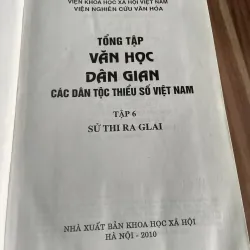 VIỆN KHOA HỌC XÃ HỘI VIỆT NAM
VIỆN NGHIÊN CỨU VĂN HÓA
TỔNG TẬP
VĂN HỌC
DÂN GIAN
CÁC DÂN TỘC THIỂU SỐ VIỆT NAM
TẬP 6
SỬ THI RA GLAI
NHÀ XUẤT BẢN KHOA HỌC XÃ HỘI
HÀ NỘI - 2010